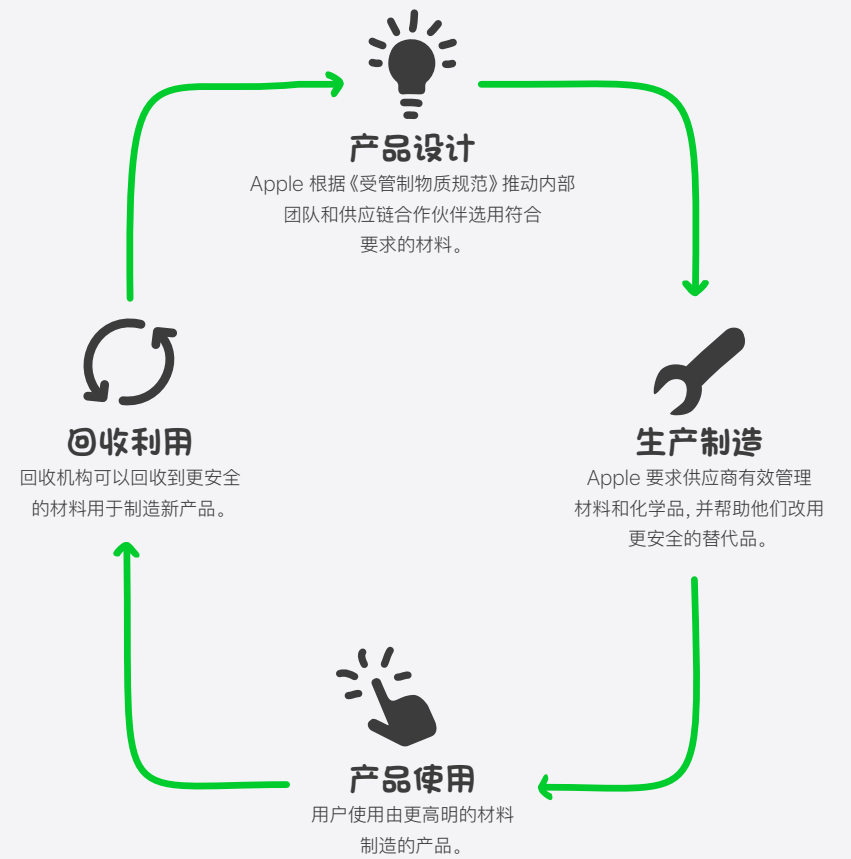 产品设计
Apple 根据《受管制物质规范》推动内部
团队和供应链合作伙伴选用符合
要求的材料。
回收利用
回收机构可以回收到更安全
的材料用于制造新产品。
生产制造
Apple 要求供应商有效管理
材料和化学品, 并帮助他们改用
更安全的替代品。
产品使用
用户使用由更高明的材料
制造的产品。